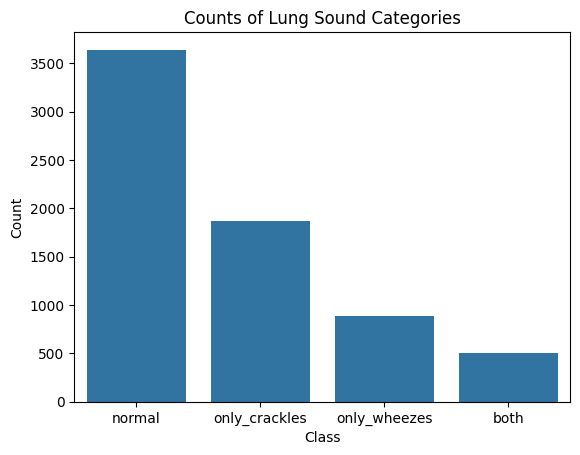 Counts of Lung Sound Categories
3500
3000
2500
2000
1500
1000
500
0
Count
normal
only_crackles
only_wheezes
both
Class